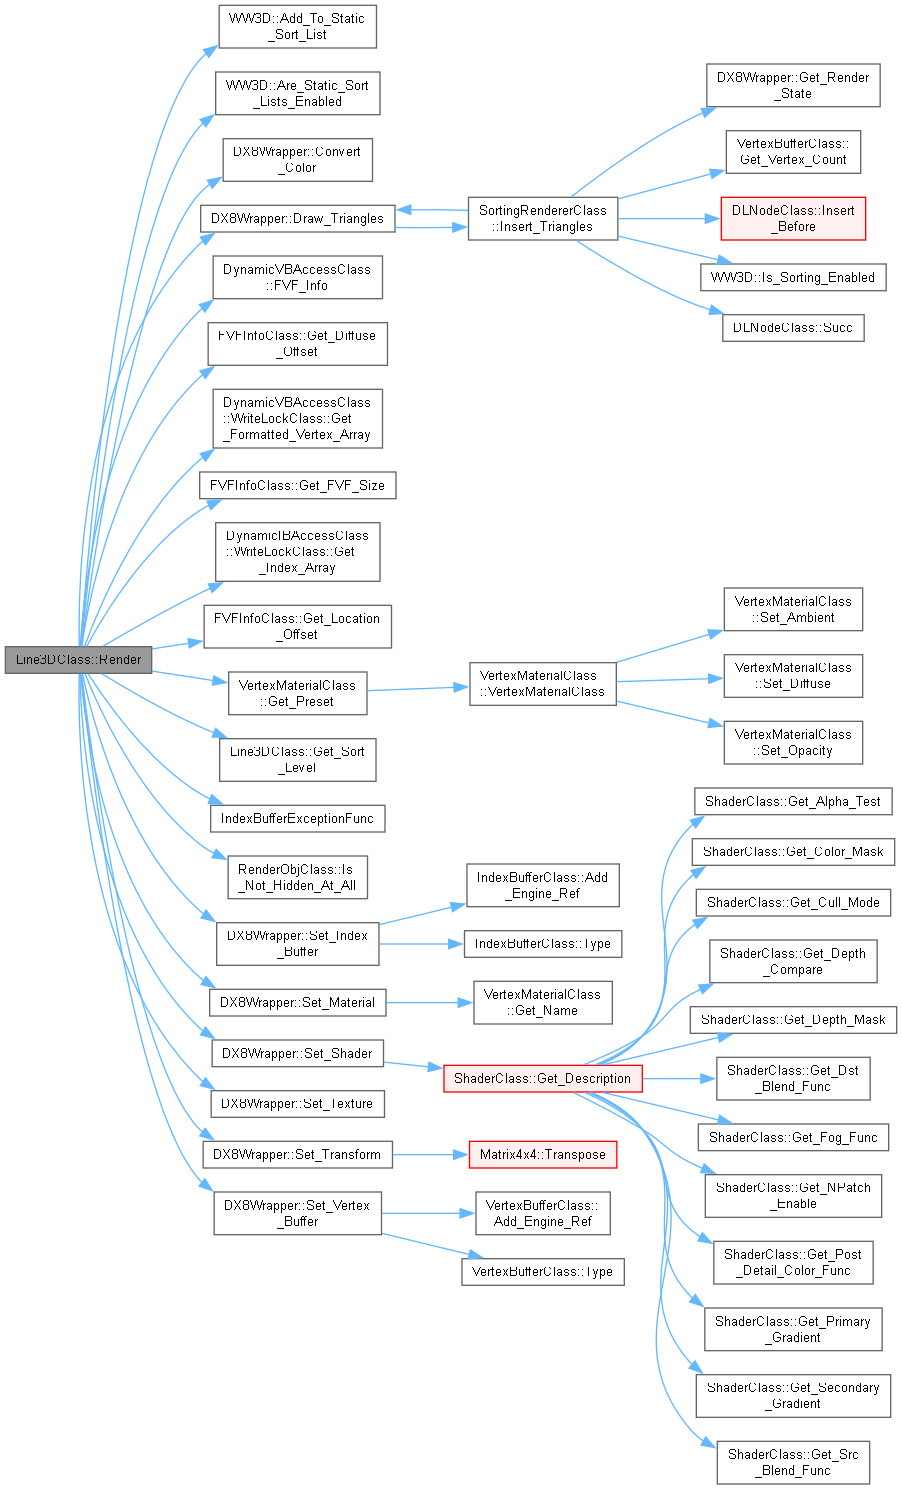 WW3D::Add_To_Static
_Sort_List
WW3D::Are_Static_Sort
_Lists_Enabled
DX8Wrapper::Convert
_Color
DX8Wrapper::Draw_Triangles
DynamicVBAccessClass
::FVF_Info
FVFInfoClass::Get_Diffuse
_Offset
DynamicVBAccessClass
::WriteLockClass::Get
_Formatted_Vertex_Array
FVFInfoClass::Get_FVF_Size
DynamicIBAccessClass
::WriteLockClass::Get
_Index_Array
FVFInfoClass::Get_Location
_Offset
Line3DClass::Render
VertexMaterialClass
::Get_Preset
Line3DClass::Get_Sort
_Level
IndexBufferExceptionFunc
RenderObjClass::Is
_Not_Hidden_At_All
DX8Wrapper::Set_Index
_Buffer
DX8Wrapper::Set_Material
DX8Wrapper::Set_Shader
DX8Wrapper::Set_Texture
DX8Wrapper::Set_Transform
DX8Wrapper::Set_Vertex
_Buffer
SortingRendererClass
::Insert_Triangles
VertexMaterialClass
::VertexMaterialClass
IndexBufferClass::Add
_Engine_Ref
IndexBufferClass::Type
VertexMaterialClass
::Get_Name
ShaderClass::Get_Description
Matrix4x4::Transpose
VertexBufferClass::
Add_Engine_Ref
VertexBufferClass::Type
DX8Wrapper::Get_Render
_State
VertexBufferClass::
Get_Vertex_Count
DLNodeClass::Insert
_Before
WW3D::Is_Sorting_Enabled
DLNodeClass::Succ
VertexMaterialClass
::Set_Ambient
VertexMaterialClass
::Set_Diffuse
VertexMaterialClass
::Set_Opacity
ShaderClass::Get_Alpha_Test
ShaderClass::Get_Color_Mask
ShaderClass::Get_Cull_Mode
ShaderClass::Get_Depth
_Compare
ShaderClass::Get_Depth_Mask
ShaderClass::Get_Dst
_Blend_Func
ShaderClass::Get_Fog_Func
ShaderClass::Get_NPatch
_Enable
ShaderClass::Get_Post
_Detail_Color_Func
ShaderClass::Get_Primary
_Gradient
ShaderClass::Get_Secondary
_Gradient
ShaderClass::Get_Src
_Blend_Func